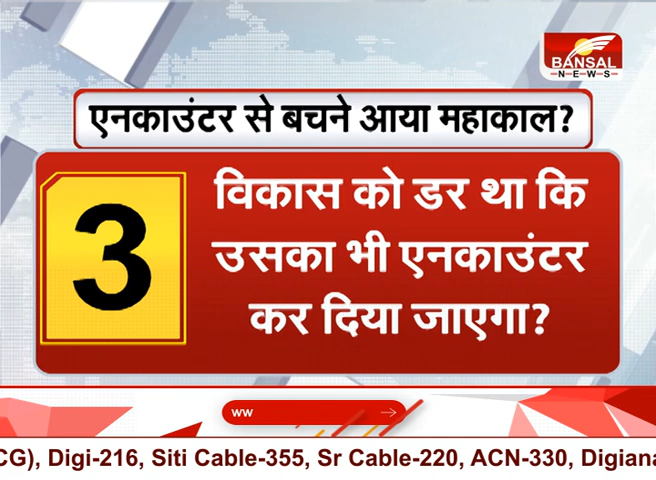 BANSAL
NEWS
एनकाउंटर से बचने आया महाकाल?
3
विकास को डर था कि
उसका भी एनकाउंटर
कर दिया जाएगा?
ww
CG), Digi-216, Siti Cable-355, Sr Cable-220, ACN-330, Digiana